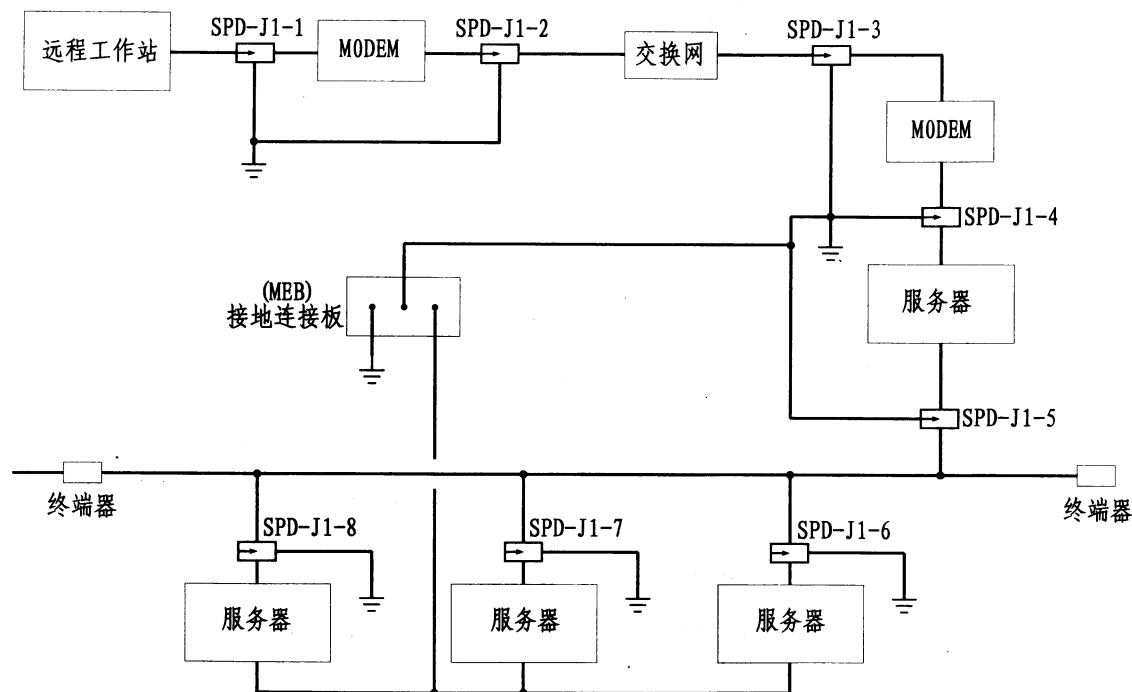 SPD-J1-1
SPD-J1-2
SPD-J1-3
远程工作站
MODEM
交换网
MODEM
SPD-J1-4
(MEB)
接地连接板
服务器
SPD-J1-5
终端器
终端器
SPD-J1-8
SPD-J1-7
SPD-J1-6
服务器
服务器
服务器